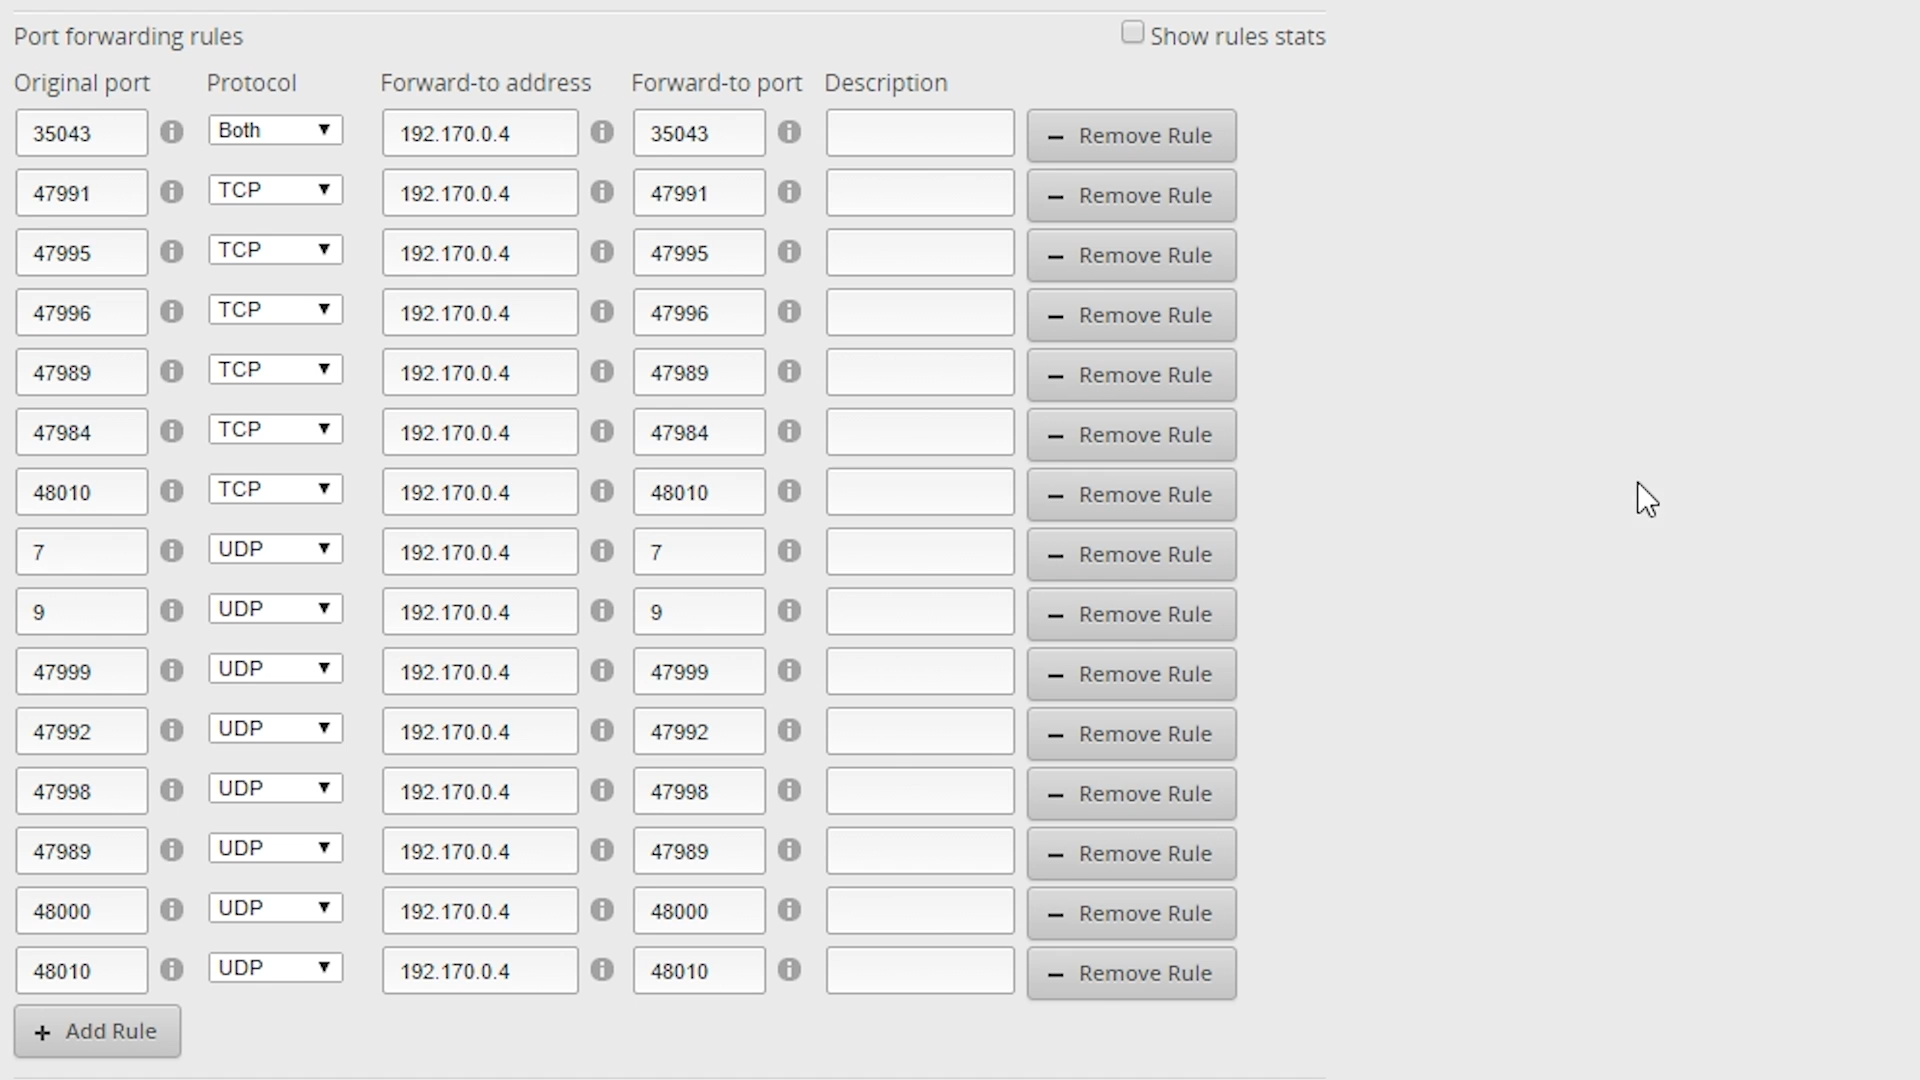 Port forwarding rules Show rules stats
Original port Protocol Forward-to address Forward-to port Description
35043 Both 192.170.0.4 35043 Remove Rule
47991 TCP 192.170.0.4 47991 Remove Rule
47995 TCP 192.170.0.4 47995 Remove Rule
47996 TCP 192.170.0.4 47996 Remove Rule
47989 TCP 192.170.0.4 47989 Remove Rule
47984 TCP 192.170.0.4 47984 Remove Rule
48010 TCP 192.170.0.4 48010 Remove Rule
7 UDP 192.170.0.4 7 Remove Rule
9 UDP 192.170.0.4 9 Remove Rule
47999 UDP 192.170.0.4 47999 Remove Rule
47992 UDP 192.170.0.4 47992 Remove Rule
47998 UDP 192.170.0.4 47998 Remove Rule
47989 UDP 192.170.0.4 47989 Remove Rule
48000 UDP 192.170.0.4 48000 Remove Rule
48010 UDP 192.170.0.4 48010 Remove Rule
Add Rule